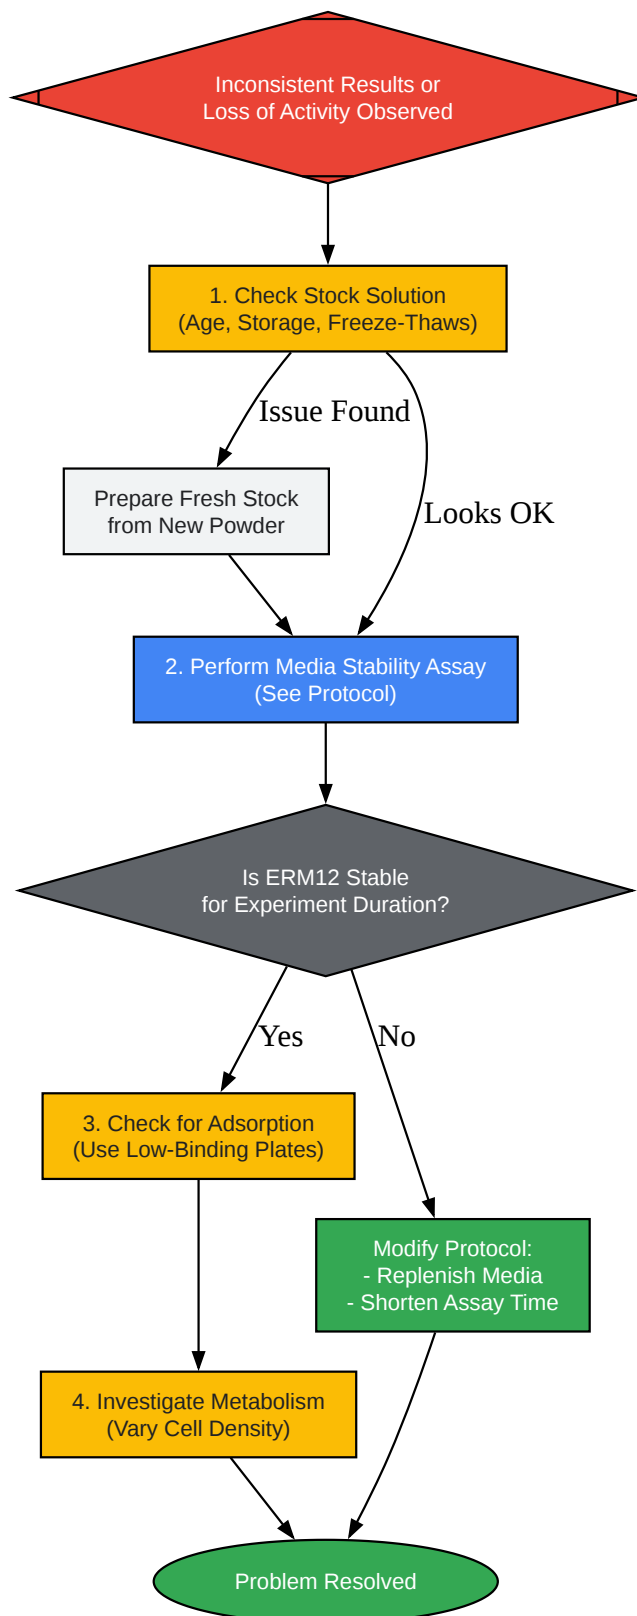 Inconsistent Results or
Loss of Activity Observed
1. Check Stock Solution
(Age, Storage, Freeze-Thaws)
Issue Found
Prepare Fresh Stock
from New Powder
Looks OK
2. Perform Media Stability Assay
(See Protocol)
Is ERM12 Stable
for Experiment Duration?
Yes
No
3. Check for Adsorption
(Use Low-Binding Plates)
Modify Protocol:
- Replenish Media
- Shorten Assay Time
4. Investigate Metabolism
(Vary Cell Density)
Problem Resolved